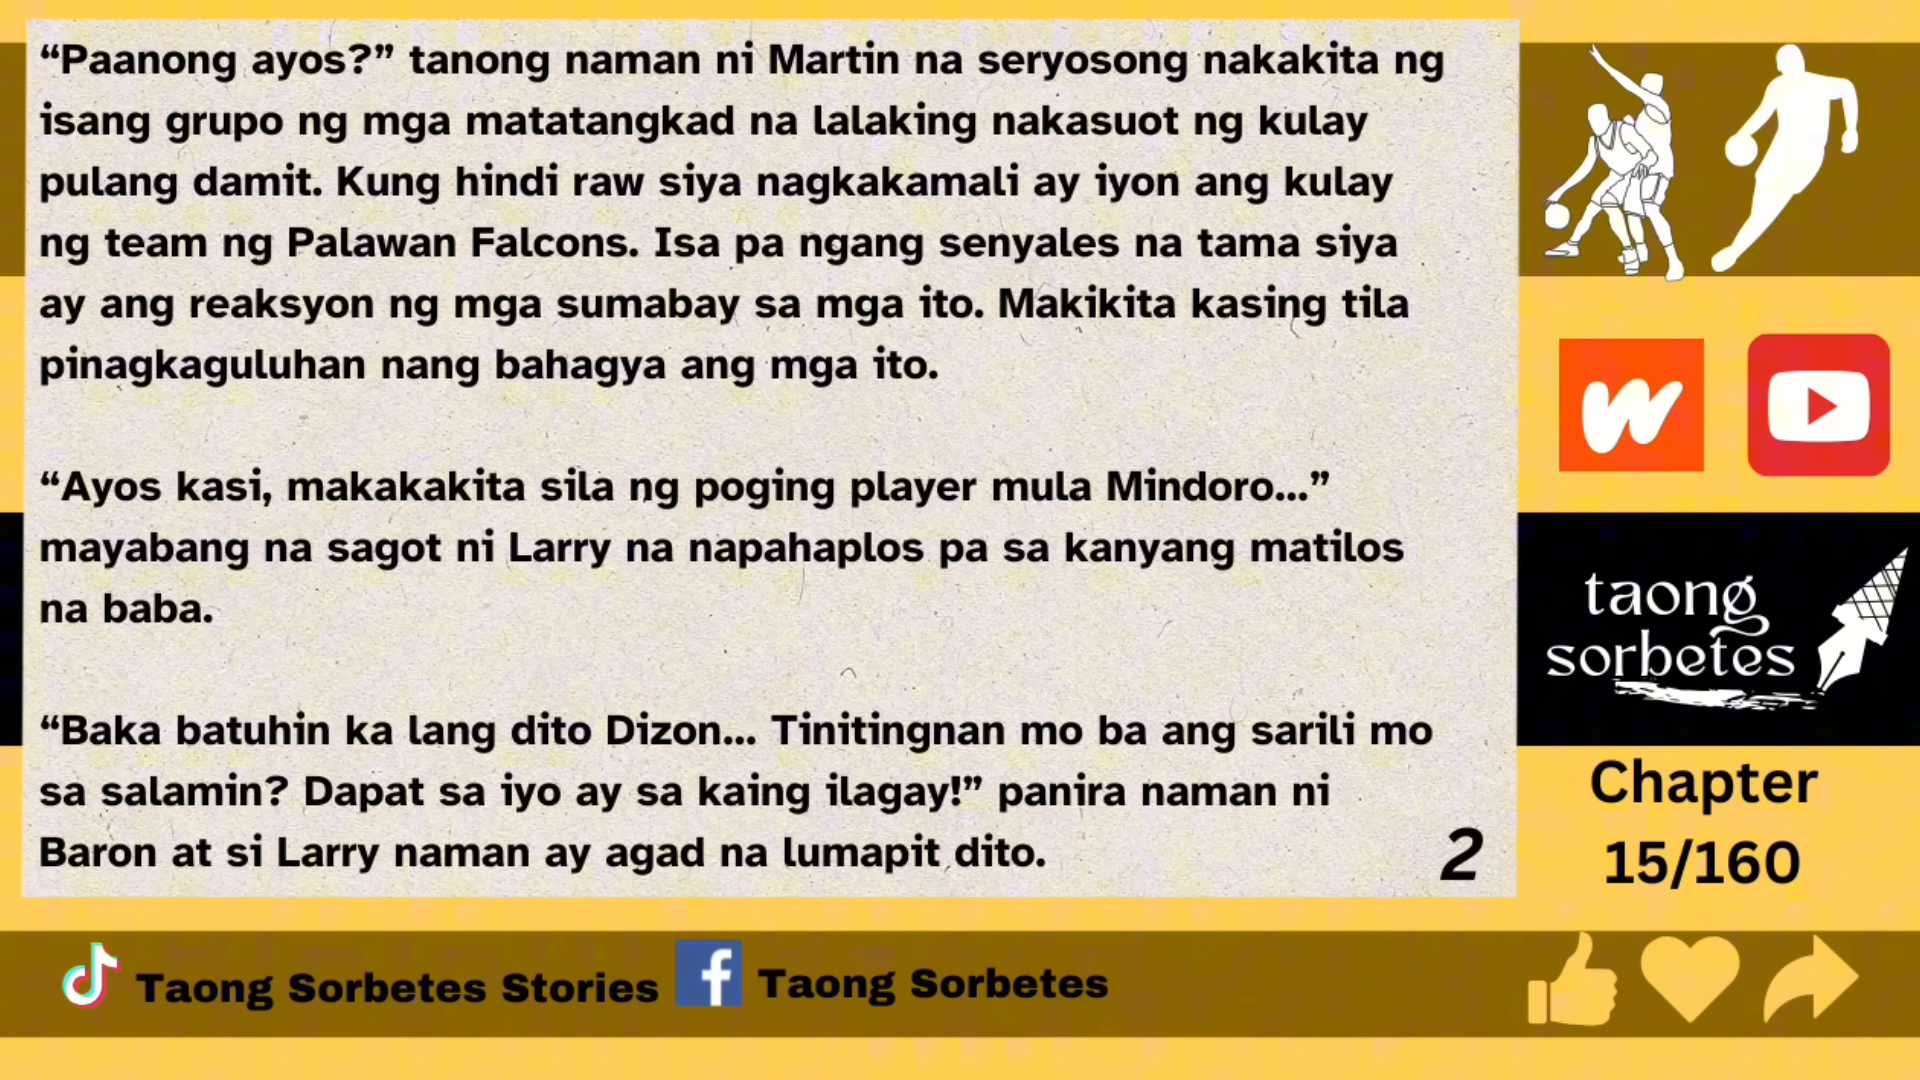 “Paanong ayos?” tanong naman ni Martin na seryosong nakakita ng
isang grupo ng mga matatangkad na lalaking nakasuot ng kulay
pulang damit. Kung hindi raw siya nagkakamali ay iyon ang kulay
ng team ng Palawan Falcons. Isa pa ngang senyales na tama siya
ay ang reaksyon ng mga sumabay sa mga ito. Makikita kasing tila
pinagkaguluhan nang bahagya ang mga ito.
“Ayos kasi, makakakita sila ng poging player mula Mindoro...”
mayabang na sagot ni Larry na napahaplos pa sa kanyang matilos
na baba.
“Baka batuhin ka lang dito Dizon... Tinitingnan mo ba ang sarili mo
sa salamin? Dapat sa iyo ay sa kaing ilagay!” panira naman ni
Baron at si Larry naman ay agad na lumapit dito.
2
taong
sorbetes
Chapter
15/160
Taong Sorbetes Stories
Taong Sorbetes